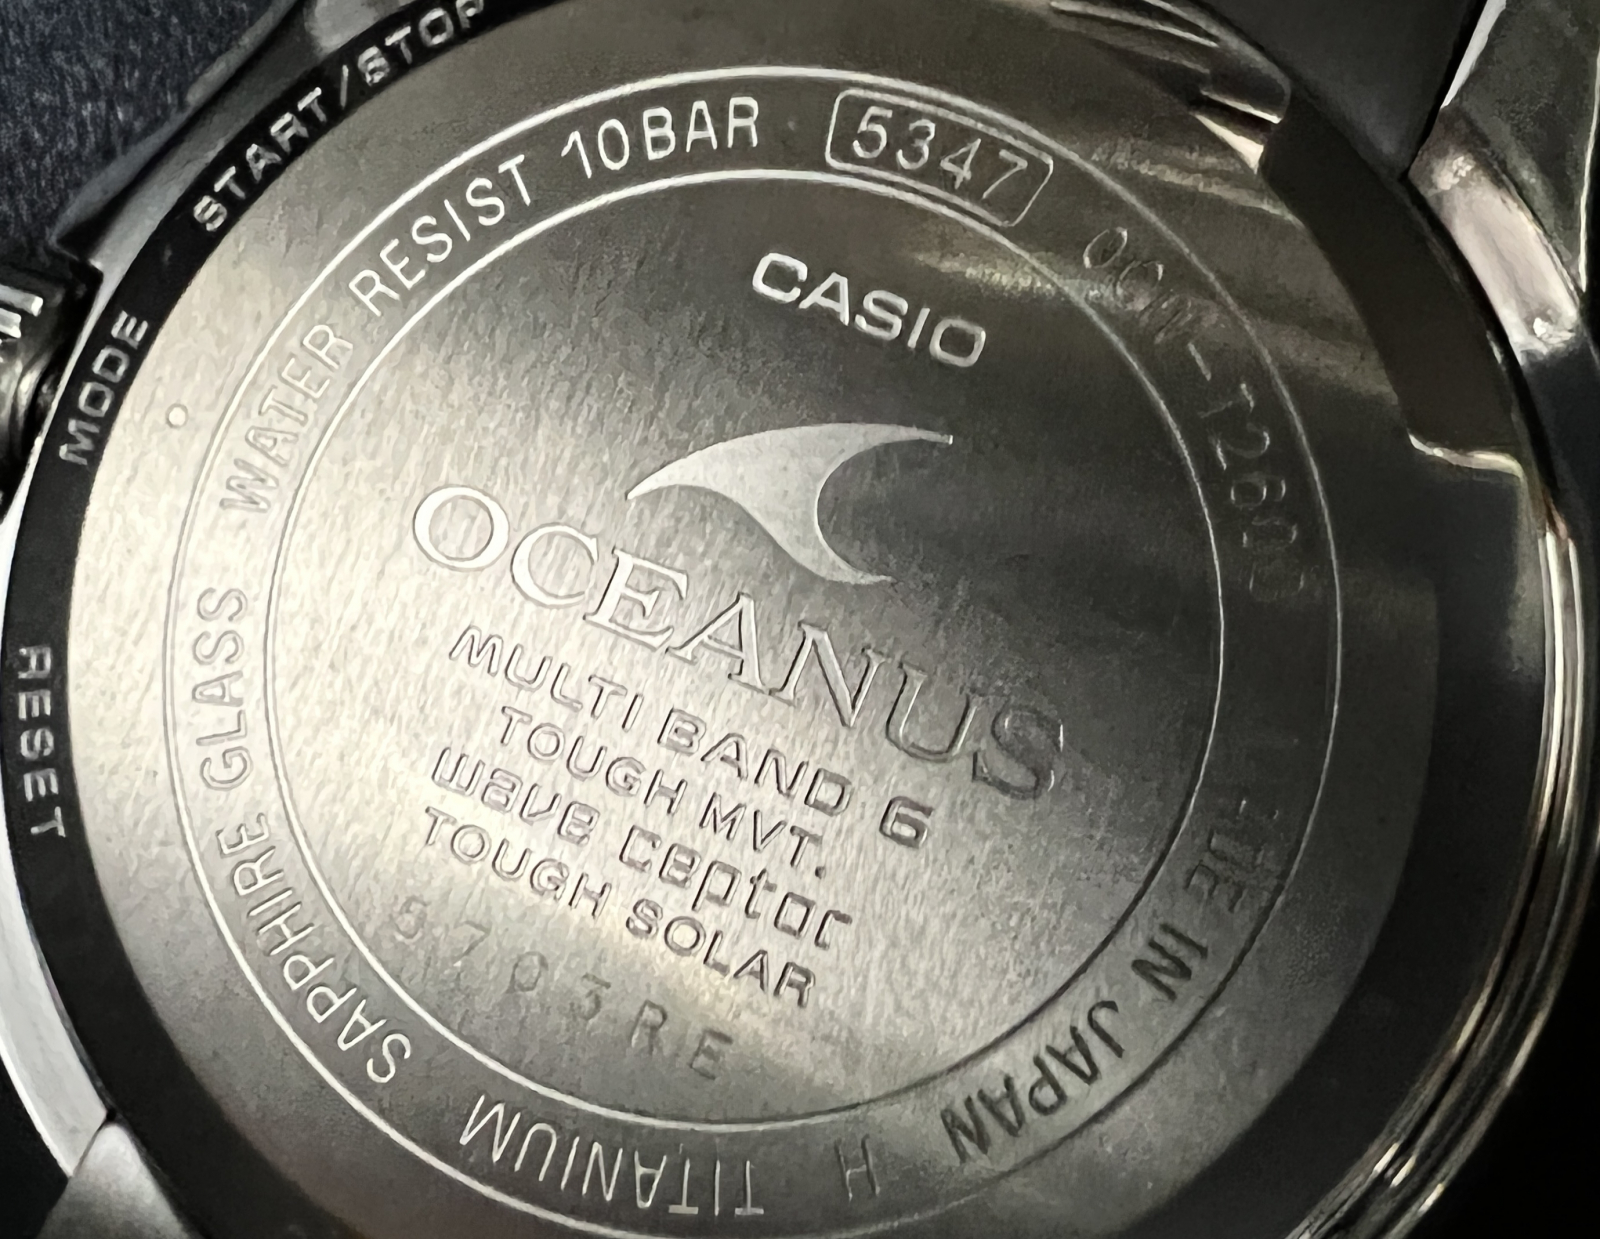 START/STOP
MODE
RESET
TITANIUM SAPPHIRE GLASS WATER RESIST 10BAR 5347 OCW-T2600
IN JAPAN H
CASIO
OCEANUS
MULTI BAND 6
TOUGH MVT.
wave ceptor
TOUGH SOLAR
5703RE